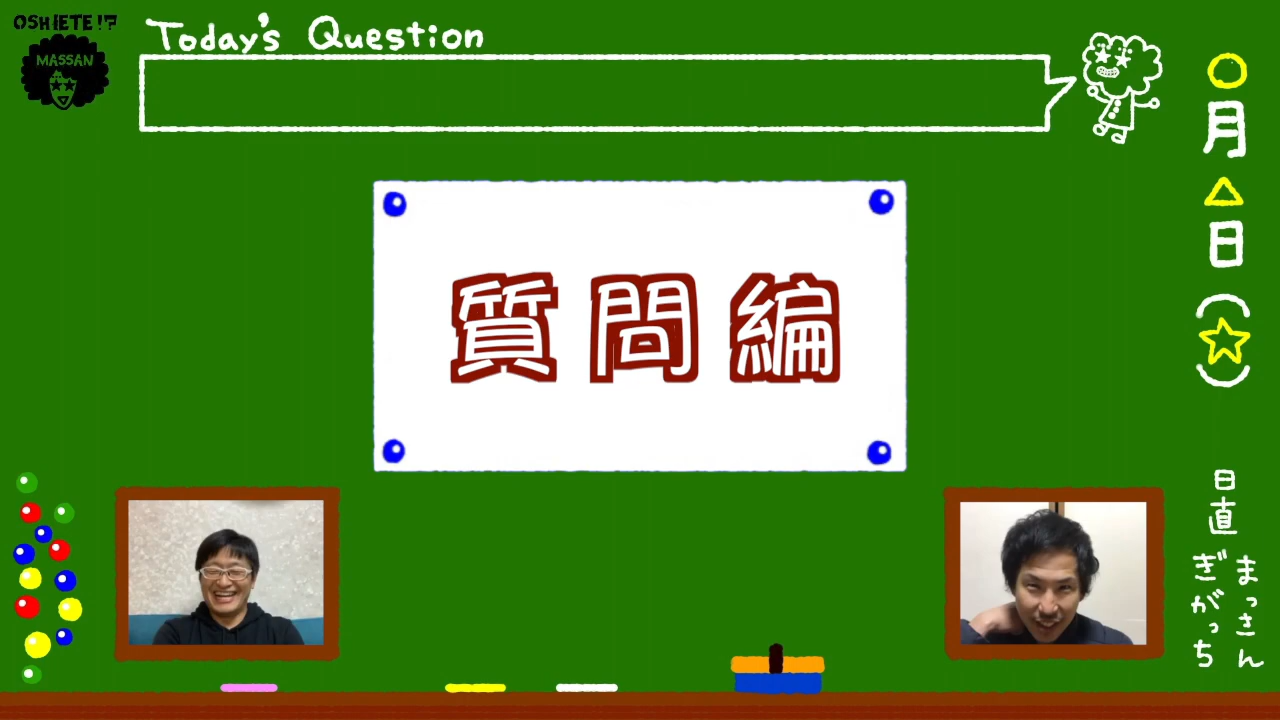 OSHIETE!?
MASSAN
Today's Question
質問編
○月△日(☆)
日直
まっさん
ぎがっち